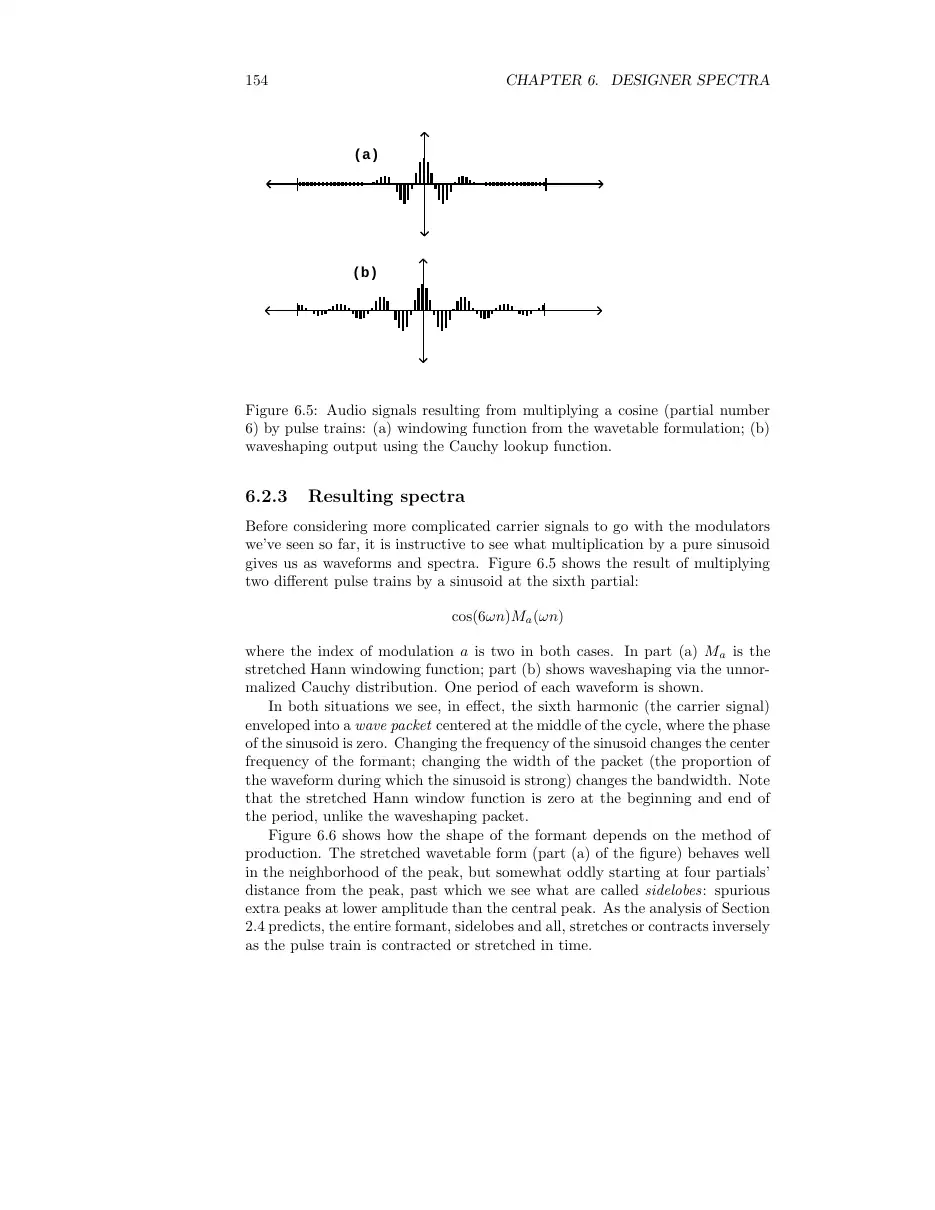 154 CHAPTER 6. DESIGNER SPECTRA
(a)
(b)
Figure 6.5: Audio signals resulting from multiplying a cosine (partial number
6) by pulse trains: (a) windowing function from the wavetable formulation; (b)
waveshaping output using the Cauchy lookup function.
6.2.3 Resulting spectra
Before considering more complicated carrier signals to go with the modulators
we've seen so far, it is instructive to see what multiplication by a pure sinusoid
gives us as waveforms and spectra. Figure 6.5 shows the result of multiplying
two different pulse trains by a sinusoid at the sixth partial:
cos(6ωn)Mₐ(ωn)
where the index of modulation a is two in both cases. In part (a) Mₐ is the
stretched Hann windowing function; part (b) shows waveshaping via the unnor-
malized Cauchy distribution. One period of each waveform is shown.
In both situations we see, in effect, the sixth harmonic (the carrier signal)
enveloped into a wave packet centered at the middle of the cycle, where the phase
of the sinusoid is zero. Changing the frequency of the sinusoid changes the center
frequency of the formant; changing the width of the packet (the proportion of
the waveform during which the sinusoid is strong) changes the bandwidth. Note
that the stretched Hann window function is zero at the beginning and end of
the period, unlike the waveshaping packet.
Figure 6.6 shows how the shape of the formant depends on the method of
production. The stretched wavetable form (part (a) of the figure) behaves well
in the neighborhood of the peak, but somewhat oddly starting at four partials'
distance from the peak, past which we see what are called sidelobes: spurious
extra peaks at lower amplitude than the central peak. As the analysis of Section
2.4 predicts, the entire formant, sidelobes and all, stretches or contracts inversely
as the pulse train is contracted or stretched in time.